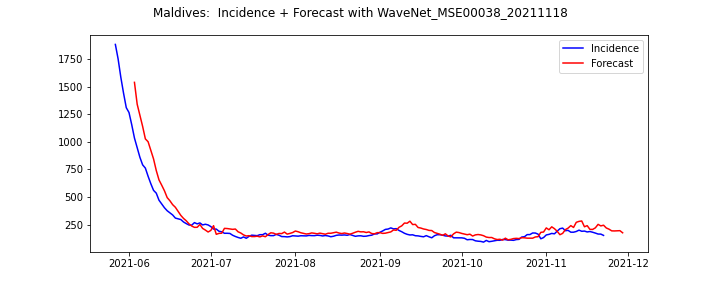 Maldives:  Incidence + Forecast with WaveNet_MSE00038_20211118
Incidence
Forecast
1750
1500
1250
1000
750
500
250
2021-06 2021-07 2021-08 2021-09 2021-10 2021-11 2021-12